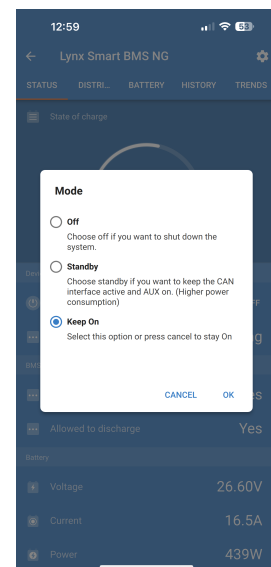 12:59
53
Lynx Smart BMS NG
STATUS DISTRI... BATTERY HISTORY TRENDS
State of charge
Mode
Off
Choose off if you want to shut down the
system.
Standby
Choose standby if you want to keep the CAN
interface active and AUX on. (Higher power
consumption)
Keep On
Select this option or press cancel to stay On
BMS
CANCEL OK
Allowed to discharge Yes
Battery
Voltage 26.60V
Current 16.5A
Power 439W